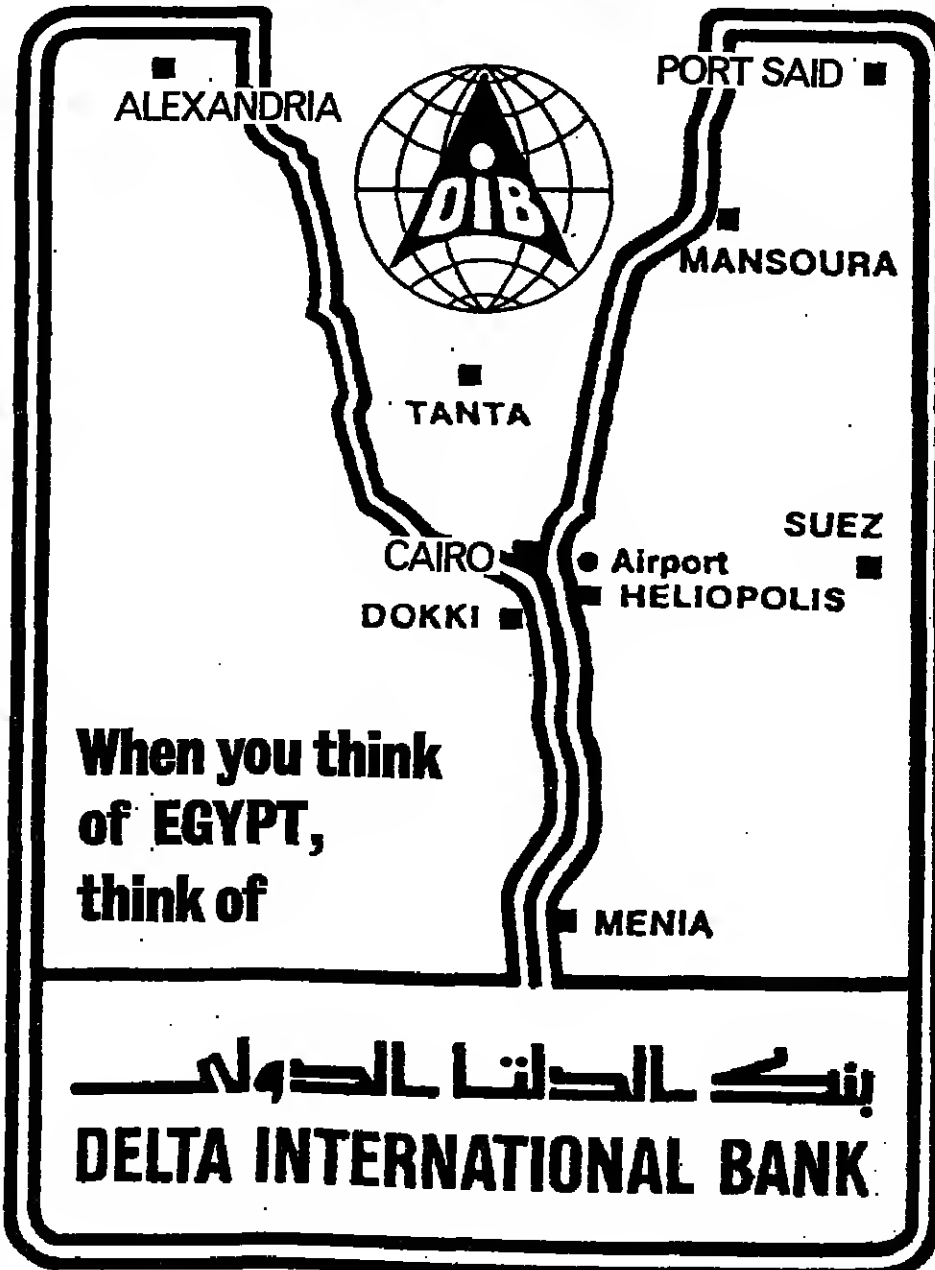 ALEXANDRIA
PORT SAID
DIB
MANSOURA
TANTA
SUEZ
CAIRO
Airport
HELIOPOLIS
DOKKI
When you think
of EGYPT,
think of
MENIA
بنك الدلتا الدولى
DELTA INTERNATIONAL BANK